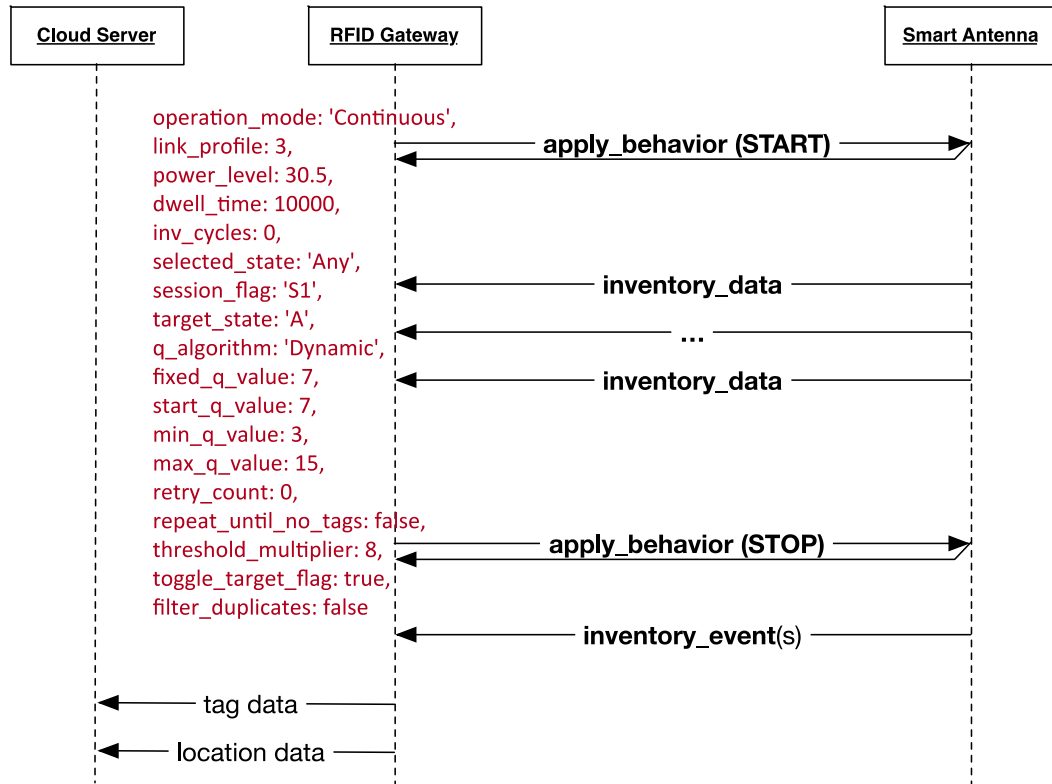 Cloud Server
RFID Gateway
Smart Antenna
operation_mode: 'Continuous',
link_profile: 3,
power_level: 30.5,
dwell_time: 10000,
inv_cycles: 0,
selected_state: 'Any',
session_flag: 'S1',
target_state: 'A',
q_algorithm: 'Dynamic',
fixed_q_value: 7,
start_q_value: 7,
min_q_value: 3,
max_q_value: 15,
retry_count: 0,
repeat_until_no_tags: false,
threshold_multiplier: 8,
toggle_target_flag: true,
filter_duplicates: false
apply_behavior (START)
inventory_data
...
inventory_data
apply_behavior (STOP)
inventory_event(s)
tag data
location data